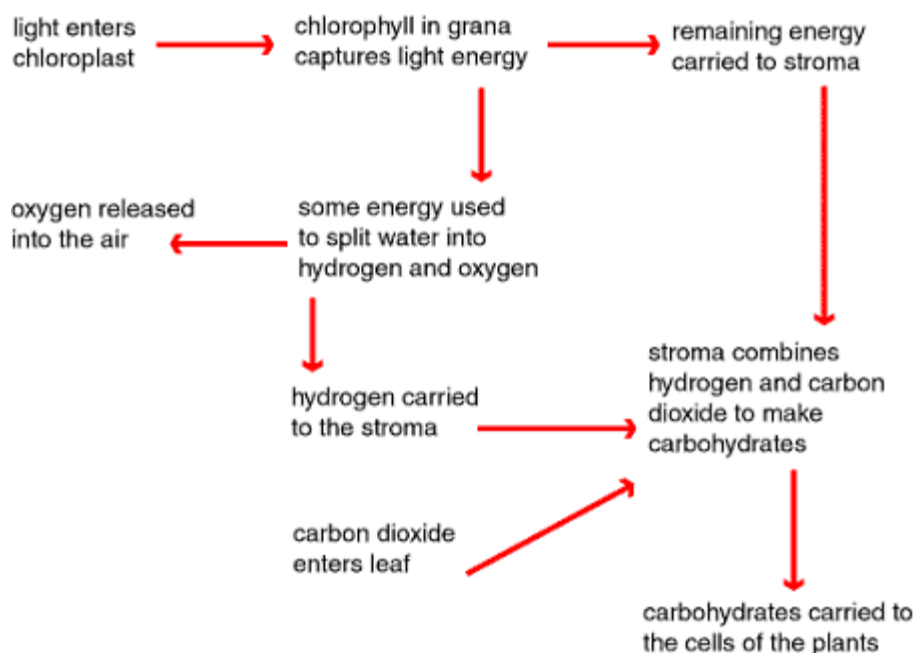 light enters
chloroplast
chlorophyll in grana
captures light energy
remaining energy
carried to stroma
oxygen released
into the air
some energy used
to split water into
hydrogen and oxygen
hydrogen carried
to the stroma
stroma combines
hydrogen and carbon
dioxide to make
carbohydrates
carbon dioxide
enters leaf
carbohydrates carried to
the cells of the plants